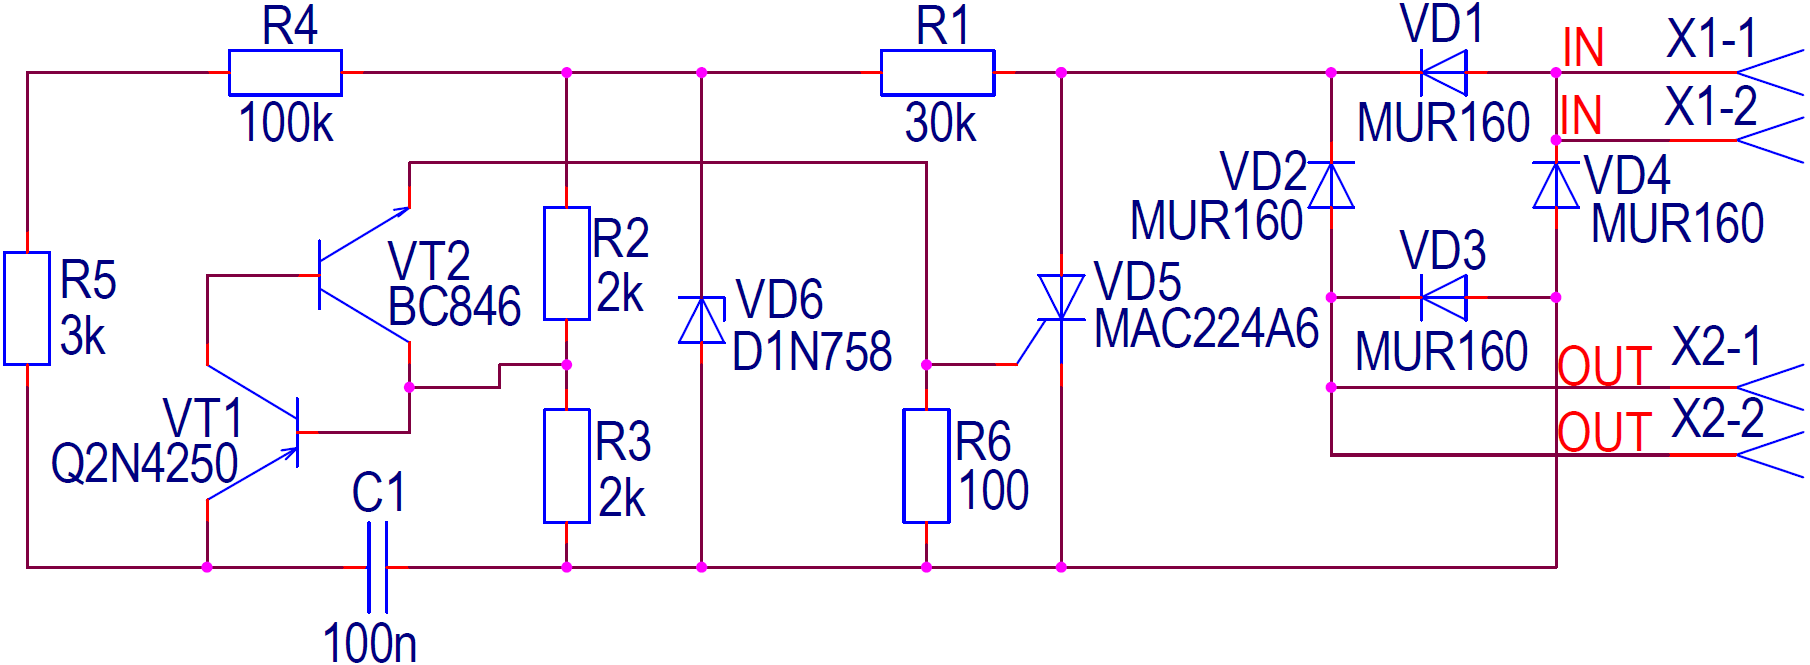 R4
100k
R1
30k
VD1
MUR160
IN
X1-1
IN
X1-2
VD2
MUR160
VD4
MUR160
R5
3k
VT2
BC846
R2
2k
VD6
D1N758
VD5
MAC224A6
VD3
MUR160
OUT
X2-1
OUT
X2-2
VT1
Q2N4250
R3
2k
R6
100
C1
100n